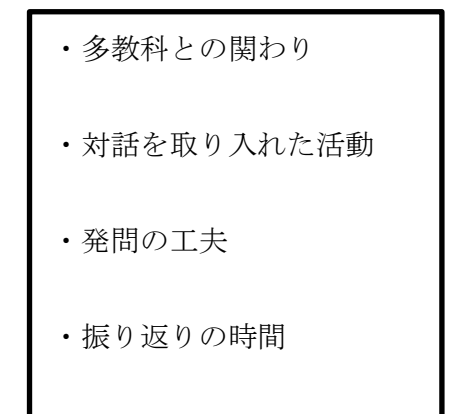 ・多教科との関わり
・対話を取り入れた活動
・発問の工夫
・振り返りの時間